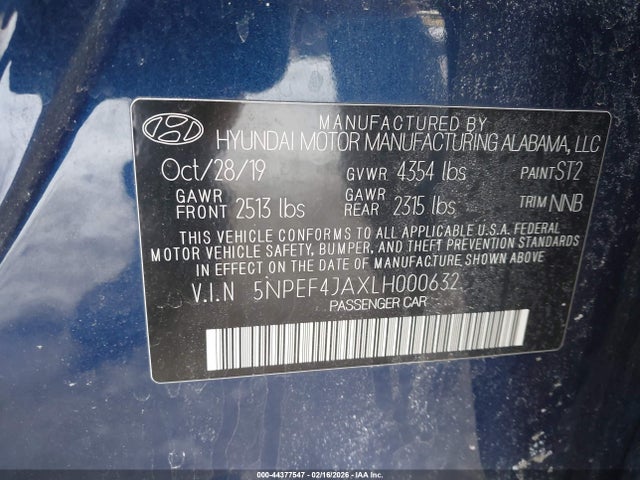 MANUFACTURED BY
HYUNDAI MOTOR MANUFACTURING ALABAMA, LLC
Oct/28/19 GVWR 4354 lbs PAINT ST2
GAWR FRONT 2513 lbs GAWR REAR 2315 lbs TRIM NNB
THIS VEHICLE CONFORMS TO ALL APPLICABLE U.S.A. FEDERAL
MOTOR VEHICLE SAFETY, BUMPER, AND THEFT PREVENTION STANDARDS
IN EFFECT ON THE DATE OF MANUFACTURE SHOWN ABOVE.
V.I.N 5NPEF4JAXLH000632
PASSENGER CAR
000-44377547 - 02/16/2026 - IAAI, Inc.